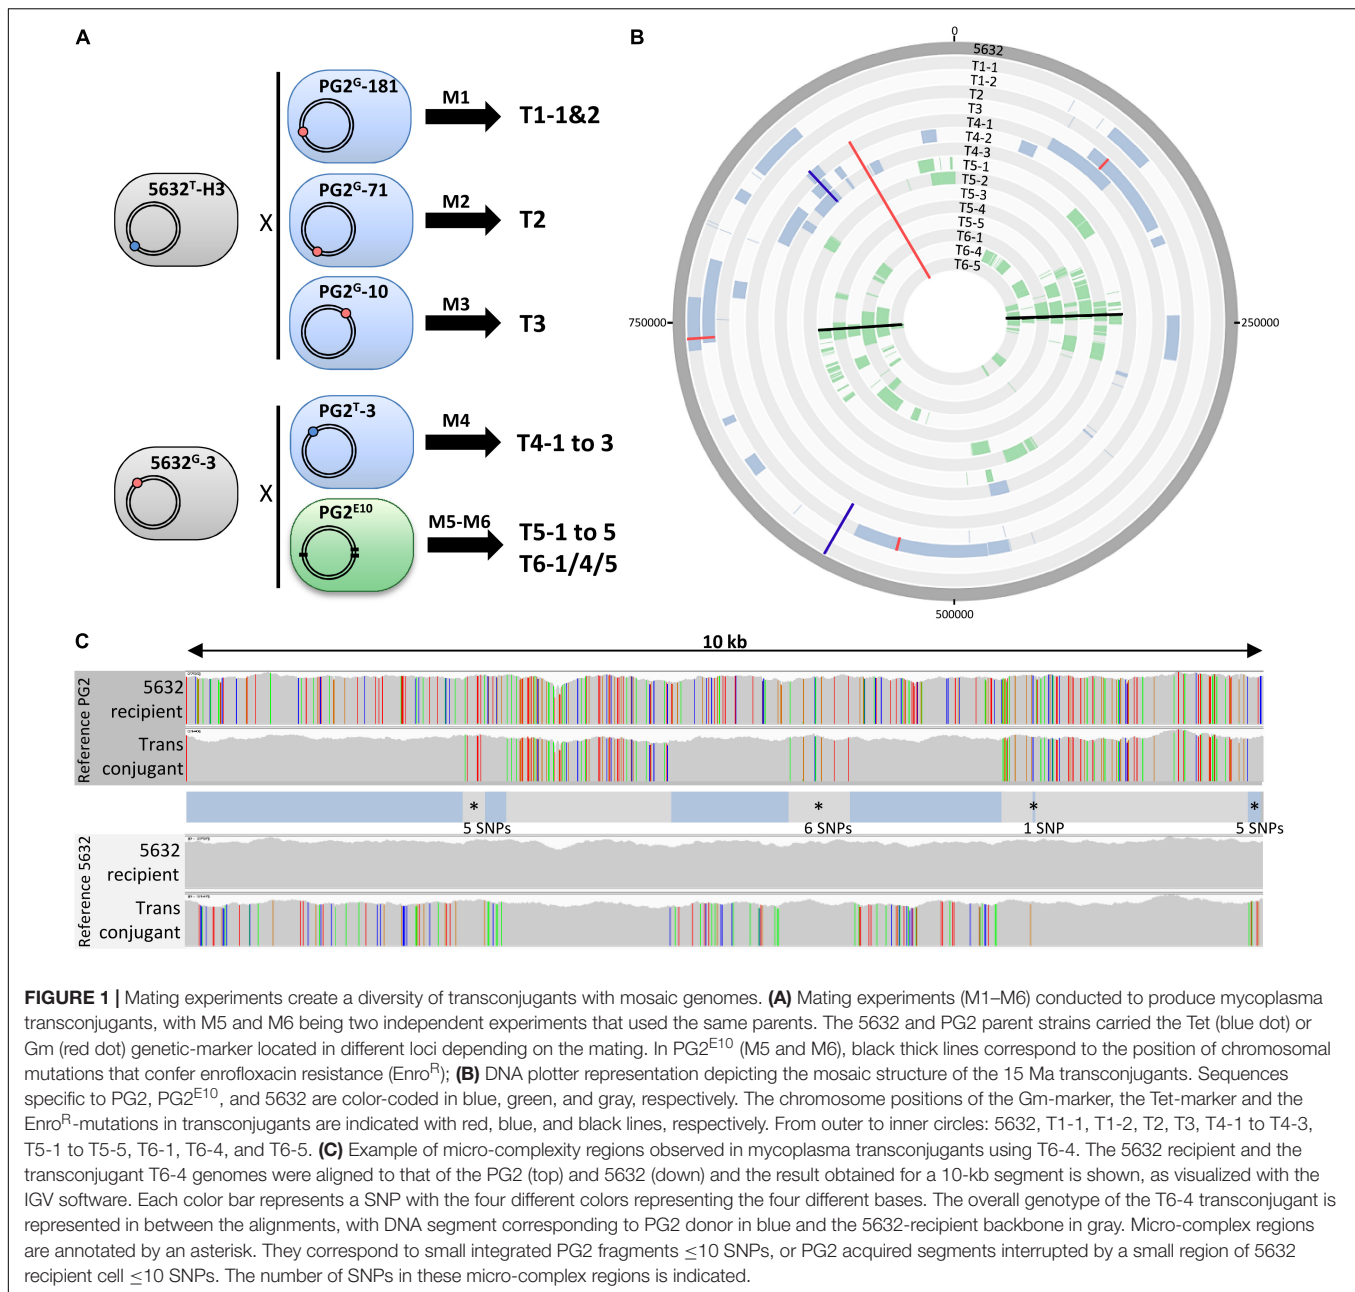 A
5632T-H3
X
PG2G-181
M1
T1-1&2
PG2G-71
M2
T2
PG2G-10
M3
T3
5632G-3
X
PG2T-3
M4
T4-1 to 3
PG2E10
M5-M6
T5-1 to 5
T6-1/4/5
B
0
5632
T1-1
T1-2
T2
T3
T4-1
T4-2
T4-3
T5-1
T5-2
T5-3
T5-4
T5-5
T6-1
T6-4
T6-5
750000
250000
500000
C
10 kb
Reference PG2
5632
recipient
Trans
conjugant
* * * *
5 SNPs 6 SNPs 1 SNP 5 SNPs
Reference 5632
5632
recipient
Trans
conjugant
FIGURE 1 | Mating experiments create a diversity of transconjugants with mosaic genomes. (A) Mating experiments (M1–M6) conducted to produce mycoplasma
transconjugants, with M5 and M6 being two independent experiments that used the same parents. The 5632 and PG2 parent strains carried the Tet (blue dot) or
Gm (red dot) genetic-marker located in different loci depending on the mating. In PG2E10 (M5 and M6), black thick lines correspond to the position of chromosomal
mutations that confer enrofloxacin resistance (EnroR); (B) DNA plotter representation depicting the mosaic structure of the 15 Ma transconjugants. Sequences
specific to PG2, PG2E10, and 5632 are color-coded in blue, green, and gray, respectively. The chromosome positions of the Gm-marker, the Tet-marker and the
EnroR-mutations in transconjugants are indicated with red, blue, and black lines, respectively. From outer to inner circles: 5632, T1-1, T1-2, T2, T3, T4-1 to T4-3,
T5-1 to T5-5, T6-1, T6-4, and T6-5. (C) Example of micro-complexity regions observed in mycoplasma transconjugants using T6-4. The 5632 recipient and the
transconjugant T6-4 genomes were aligned to that of the PG2 (top) and 5632 (down) and the result obtained for a 10-kb segment is shown, as visualized with the
IGV software. Each color bar represents a SNP with the four different colors representing the four different bases. The overall genotype of the T6-4 transconjugant is
represented in between the alignments, with DNA segment corresponding to PG2 donor in blue and the 5632-recipient backbone in gray. Micro-complex regions
are annotated by an asterisk. They correspond to small integrated PG2 fragments ≤10 SNPs, or PG2 acquired segments interrupted by a small region of 5632
recipient cell ≤10 SNPs. The number of SNPs in these micro-complex regions is indicated.